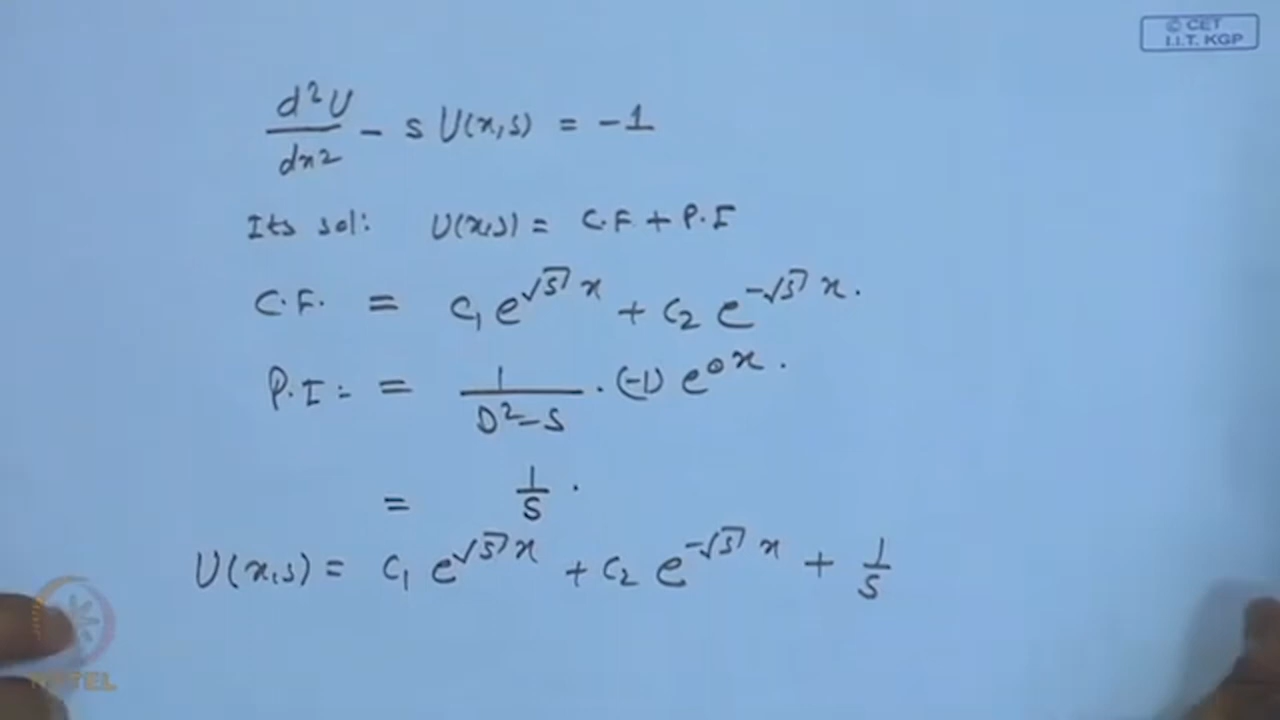 © CET
I.I.T. KGP
d²U/dx² - s U(x,s) = -1
Its sol: U(x,s) = C.F. + P.I
C.F. = c₁ e^(√s x) + c₂ e^(-√s x).
P.I = = 1/(D²-s) . (-1) e^(0x).
= 1/s .
U(x,s) = c₁ e^(√s x) + c₂ e^(-√s x) + 1/s
NPTEL